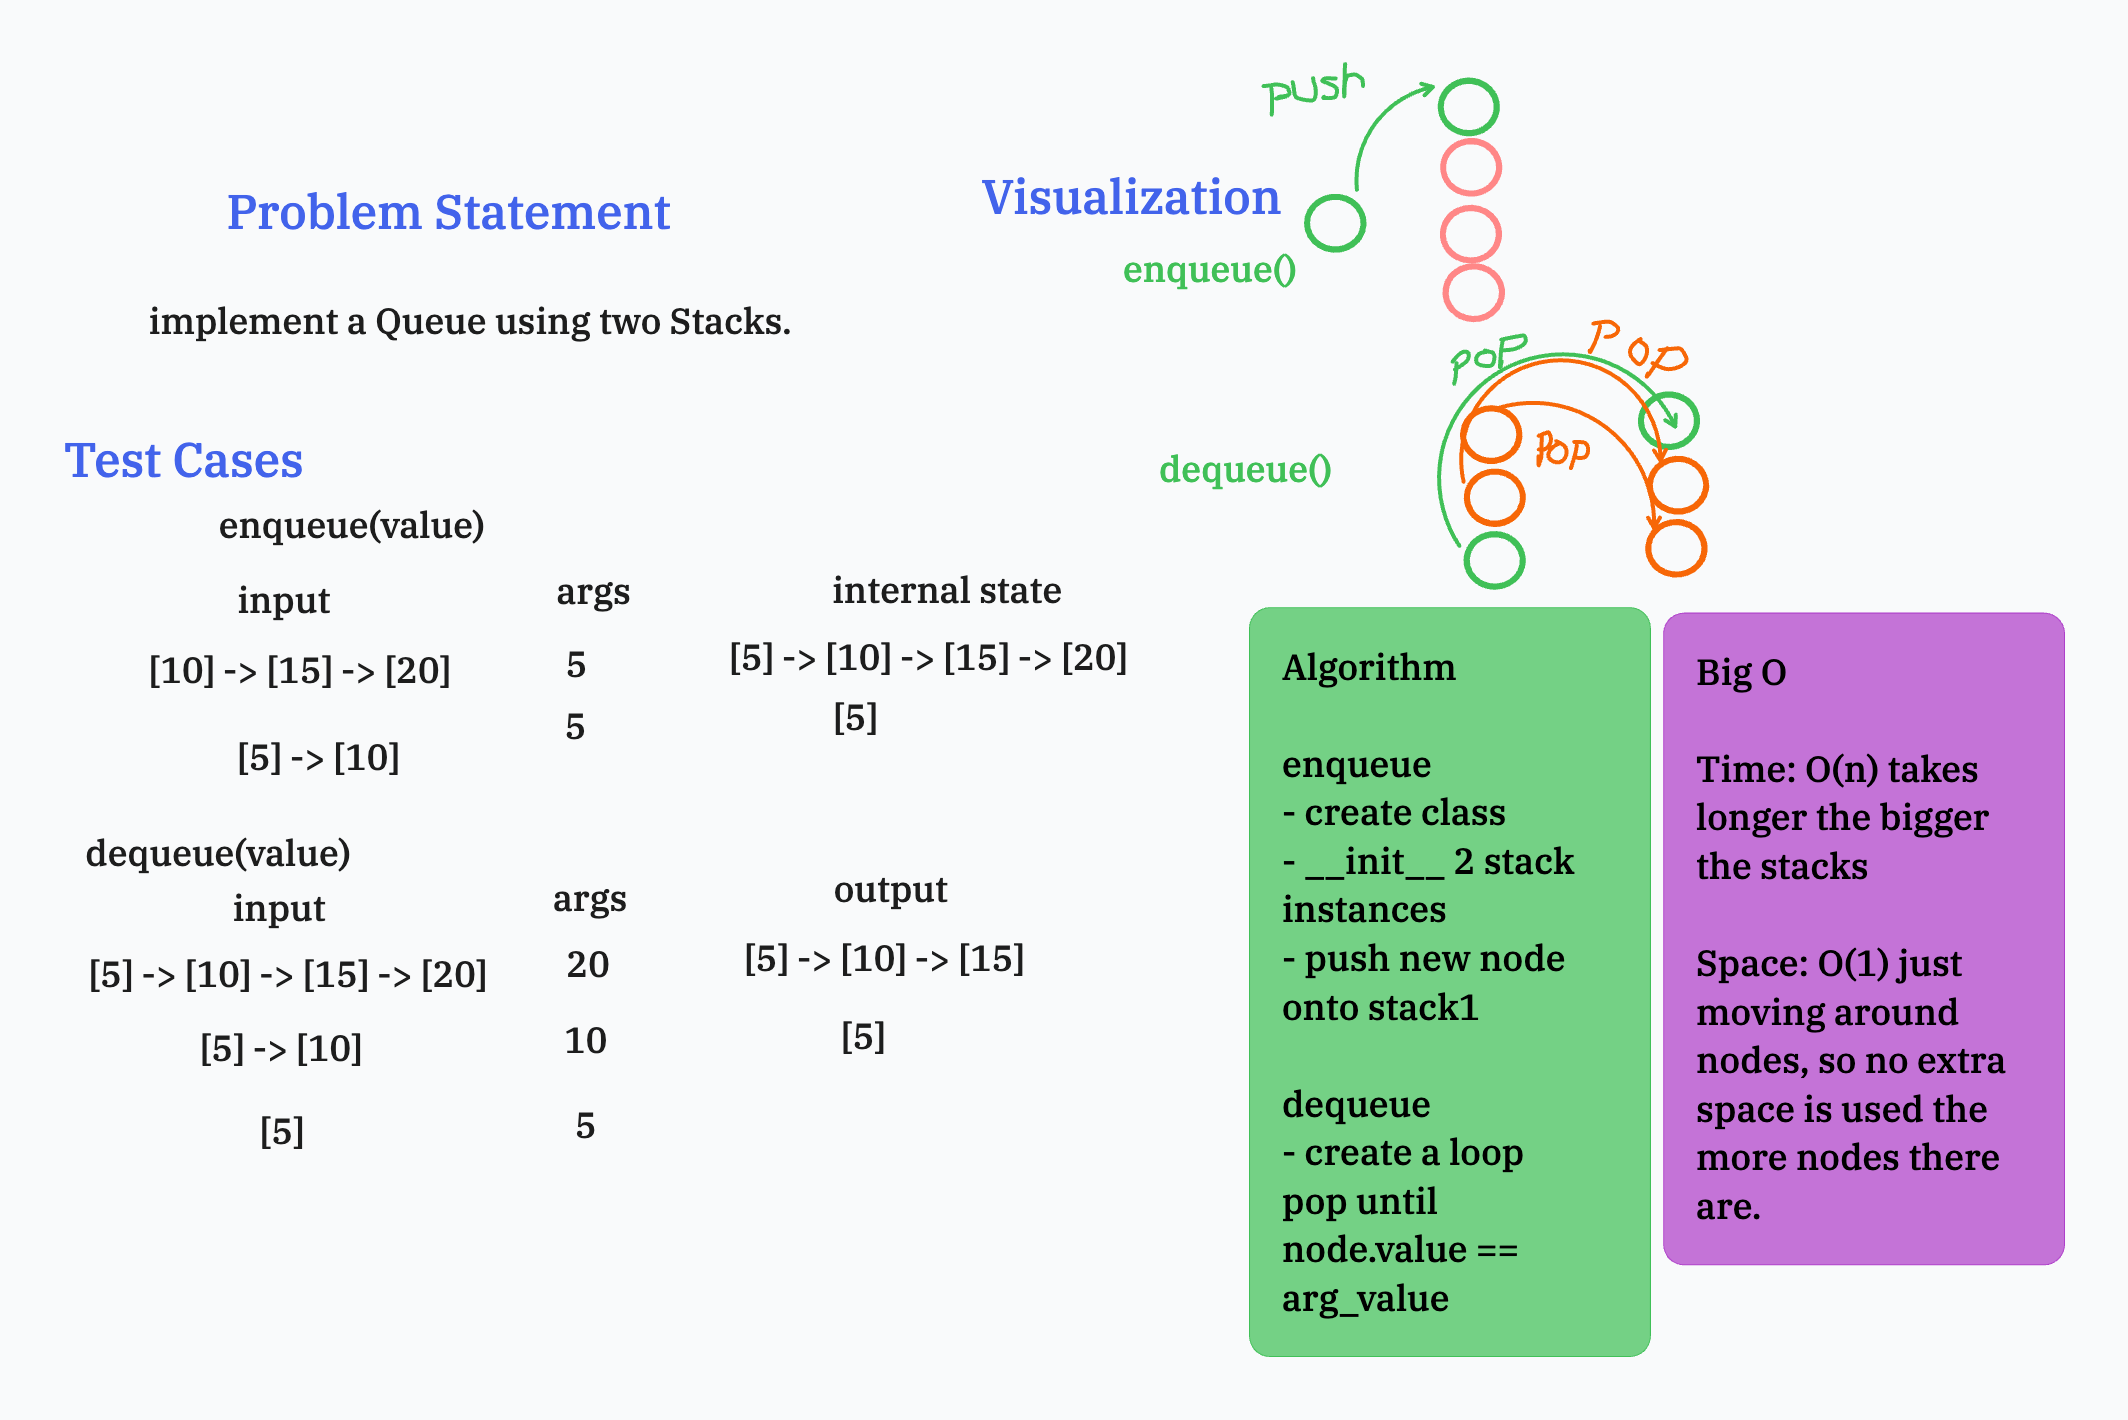 Problem Statement
implement a Queue using two Stacks.
Test Cases
enqueue(value)
input args internal state
[10] -> [15] -> [20] 5 [5] -> [10] -> [15] -> [20]
5 [5]
[5] -> [10]
dequeue(value)
input args output
[5] -> [10] -> [15] -> [20] 20 [5] -> [10] -> [15]
[5] -> [10] 10 [5]
[5] 5
push
Visualization
enqueue()
pop
POP
POP
dequeue()
Algorithm
enqueue
- create class
- __init__ 2 stack
instances
- push new node
onto stack1
dequeue
- create a loop
pop until
node.value ==
arg_value
Big O
Time: O(n) takes
longer the bigger
the stacks
Space: O(1) just
moving around
nodes, so no extra
space is used the
more nodes there
are.